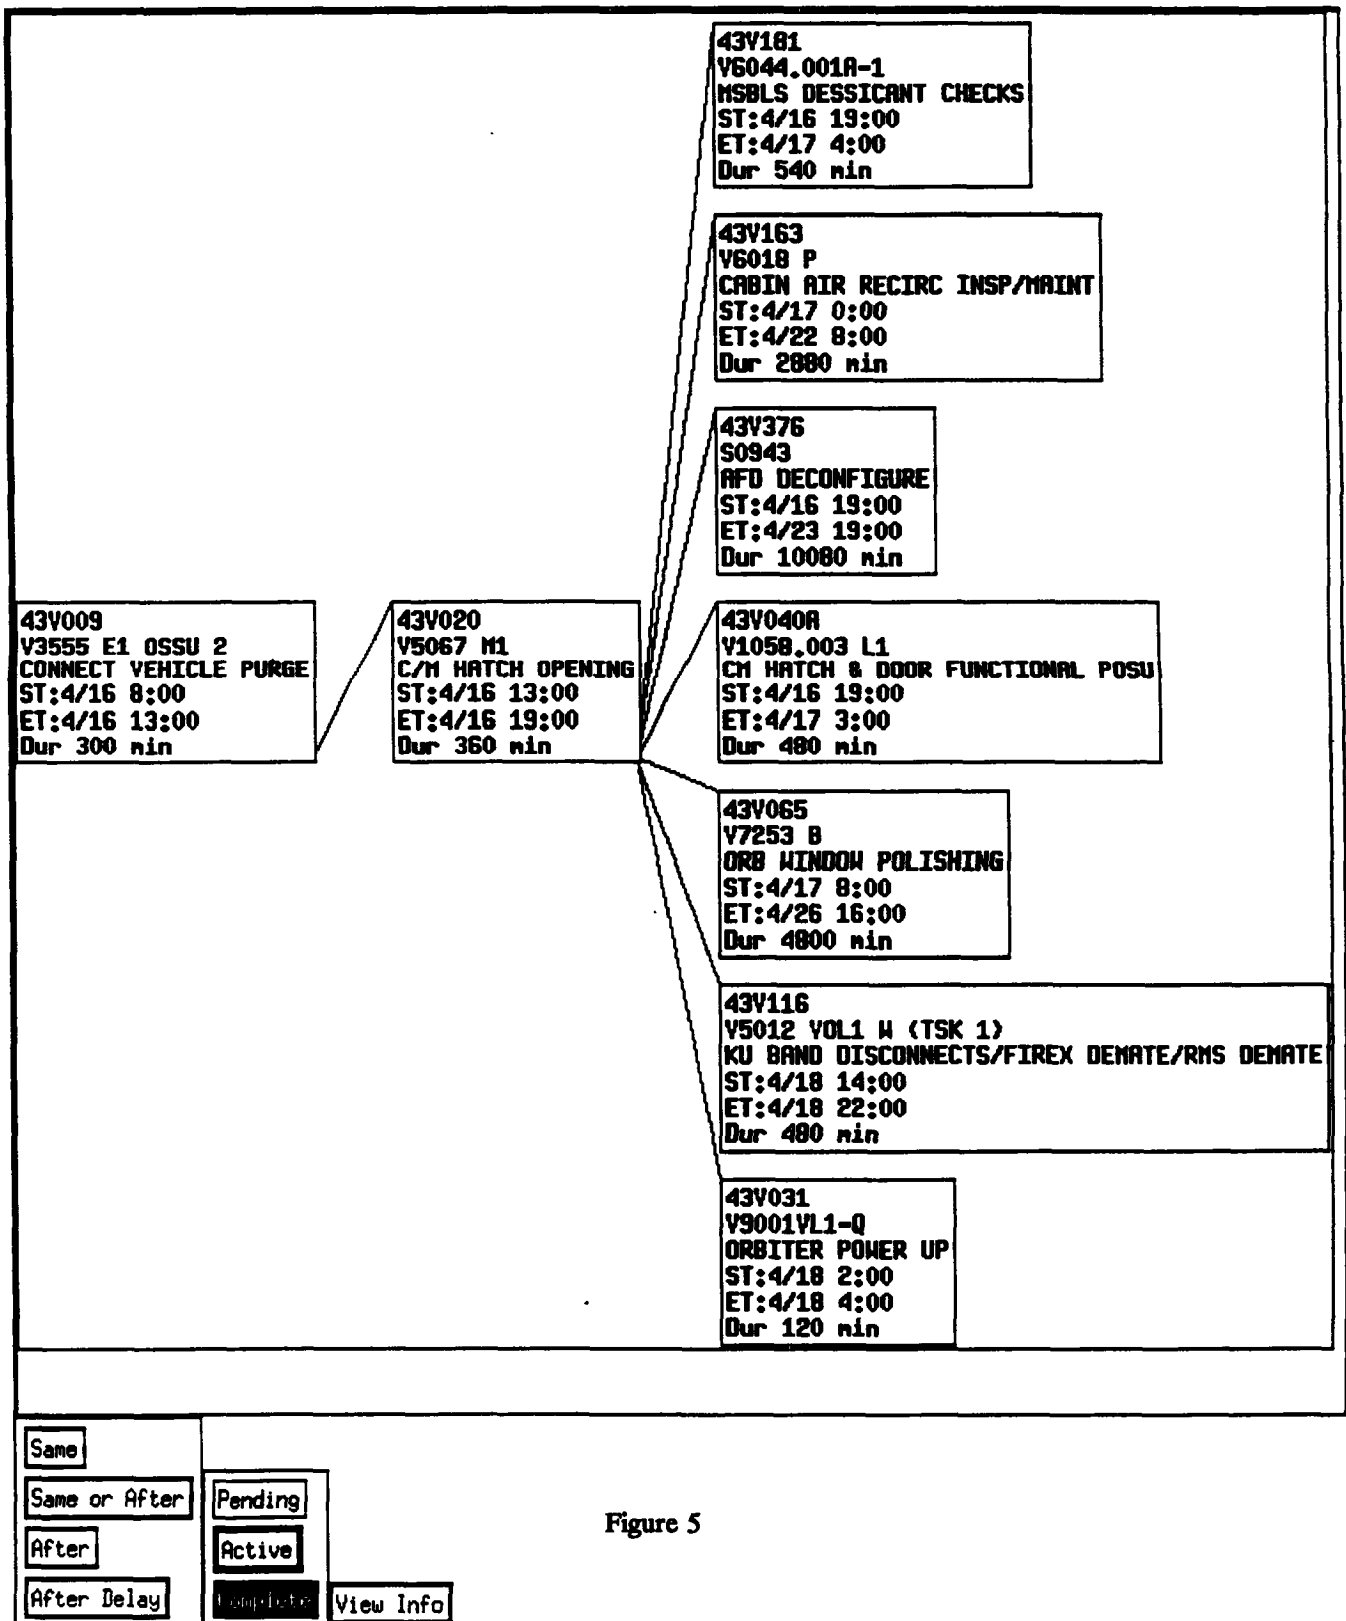 43V181
V6044.001A-1
MSBLS DESSICANT CHECKS
ST:4/16 19:00
ET:4/17 4:00
Dur 540 min
43V163
V6018 P
CABIN AIR RECIRC INSP/MAINT
ST:4/17 0:00
ET:4/22 8:00
Dur 2880 min
43V376
S0943
AFD DECONFIGURE
ST:4/16 19:00
ET:4/23 19:00
Dur 10080 min
43V009
V3555 E1 OSSU 2
CONNECT VEHICLE PURGE
ST:4/16 8:00
ET:4/16 13:00
Dur 300 min
43V020
V5067 M1
C/M HATCH OPENING
ST:4/16 13:00
ET:4/16 19:00
Dur 360 min
43V040A
V1058.003 L1
CM HATCH & DOOR FUNCTIONAL POSU
ST:4/16 19:00
ET:4/17 3:00
Dur 480 min
43V065
V7253 B
ORB WINDOW POLISHING
ST:4/17 8:00
ET:4/26 16:00
Dur 4800 min
43V116
V5012 VOL1 W (TSK 1)
KU BAND DISCONNECTS/FIREX DEMATE/RMS DEMATE
ST:4/18 14:00
ET:4/18 22:00
Dur 480 min
43V031
V9001VL1-Q
ORBITER POWER UP
ST:4/18 2:00
ET:4/18 4:00
Dur 120 min
Same
Same or After
After
After Delay
Pending
Active
Complete
View Info
Figure 5